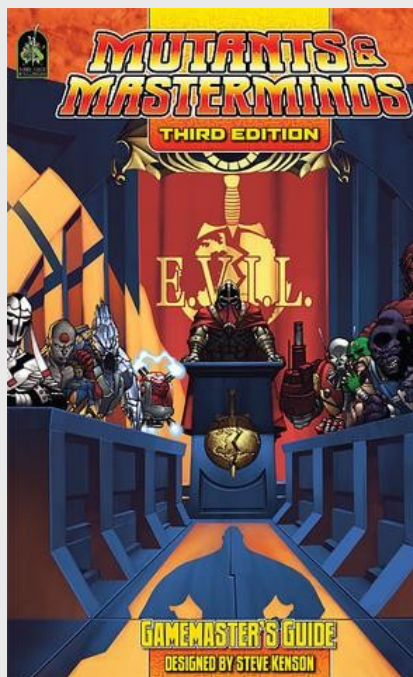 MUTANTS &
MASTERMINDS
THIRD EDITION
E.V.I.L.
GAMEMASTER'S GUIDE
DESIGNED BY STEVE KENSON